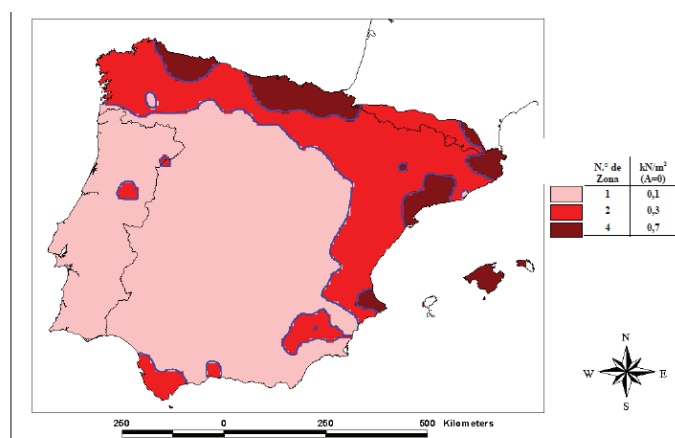 N.º de Zona kN/m² (A=0)
1 0,1
2 0,3
4 0,7
N
W E
S
250 0 250 500 Kilometers